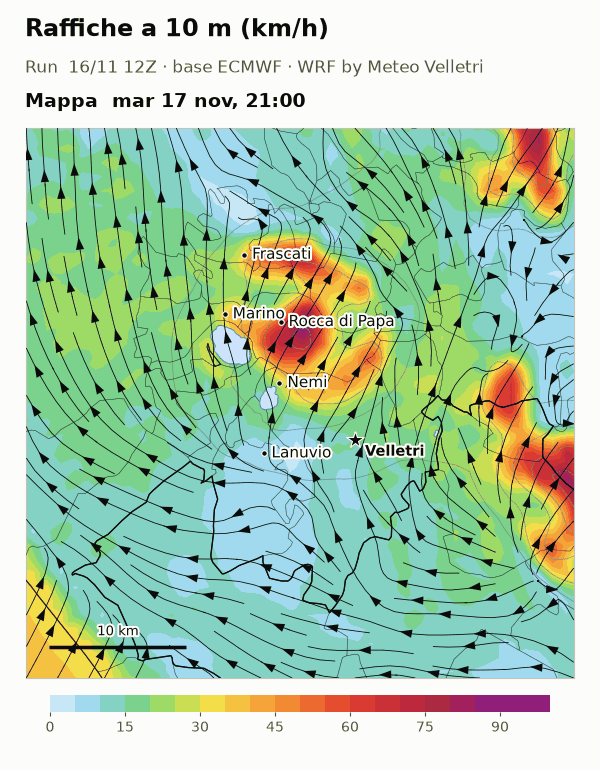 Raffiche a 10 m (km/h)
Run  16/11 12Z · base ECMWF · WRF by Meteo Velletri
Mappa  mar 17 nov, 21:00
Frascati
Marino
Rocca di Papa
Nemi
Velletri
Lanuvio
10 km
0 15 30 45 60 75 90